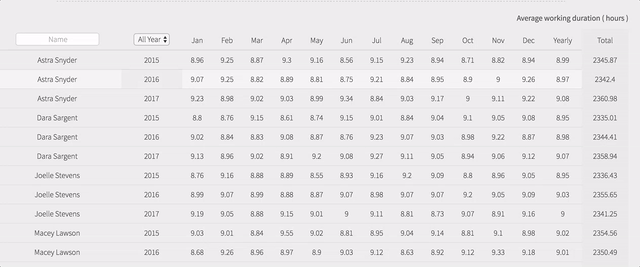 Average working duration ( hours )
Name All Year Jan Feb Mar Apr May Jun Jul Aug Sep Oct Nov Dec Yearly Total
Astra Snyder 2015 8.96 9.25 8.87 9.3 9.16 8.56 9.15 9.23 8.94 8.71 8.82 8.94 8.99 2345.87
Astra Snyder 2016 9.07 9.25 8.82 8.89 8.81 8.75 9.21 8.84 8.95 8.9 9 9.26 8.97 2342.4
Astra Snyder 2017 9.23 8.98 9.02 9.03 8.99 9.34 8.84 9.03 9.17 9 9.11 9.22 9.08 2360.98
Dara Sargent 2015 8.8 8.76 9.15 8.61 8.74 9.15 9.01 8.84 9.04 9.1 9.05 9.08 8.95 2335.01
Dara Sargent 2016 9.02 8.84 8.83 9.08 8.87 8.76 9.23 9.07 9.03 8.98 9.22 8.87 8.98 2344.41
Dara Sargent 2017 9.13 8.96 9.02 8.91 9.2 9.08 9.27 9.11 9.05 8.94 9.06 9.12 9.07 2358.94
Joelle Stevens 2015 8.76 9.16 8.88 8.89 8.55 8.93 9.16 9.2 9.09 8.8 8.96 9.05 8.95 2336.43
Joelle Stevens 2016 8.99 9.07 8.99 8.88 8.87 9.07 8.98 9.07 9.07 9.2 9.05 9.09 9.03 2355.65
Joelle Stevens 2017 9.19 9.05 8.88 9.15 9.01 9 9.11 8.81 8.73 9.07 8.91 9.16 9 2341.25
Macey Lawson 2015 9.03 9.01 8.84 9.55 9.02 8.81 8.95 9.04 9.14 8.81 9.1 8.98 9.02 2354.56
Macey Lawson 2016 8.68 9.26 8.96 8.97 8.9 9.03 9.12 8.63 8.92 9.12 9.33 9.18 9.01 2350.49